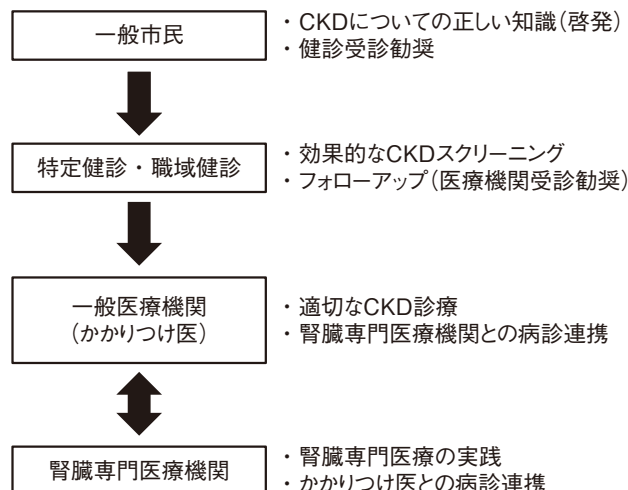 一般市民
・CKDについての正しい知識(啓発)
・健診受診勧奨
特定健診・職域健診
・効果的なCKDスクリーニング
・フォローアップ(医療機関受診勧奨)
一般医療機関
(かかりつけ医)
・適切なCKD診療
・腎臓専門医療機関との病診連携
腎臓専門医療機関
・腎臓専門医療の実践
・かかりつけ医との病診連携